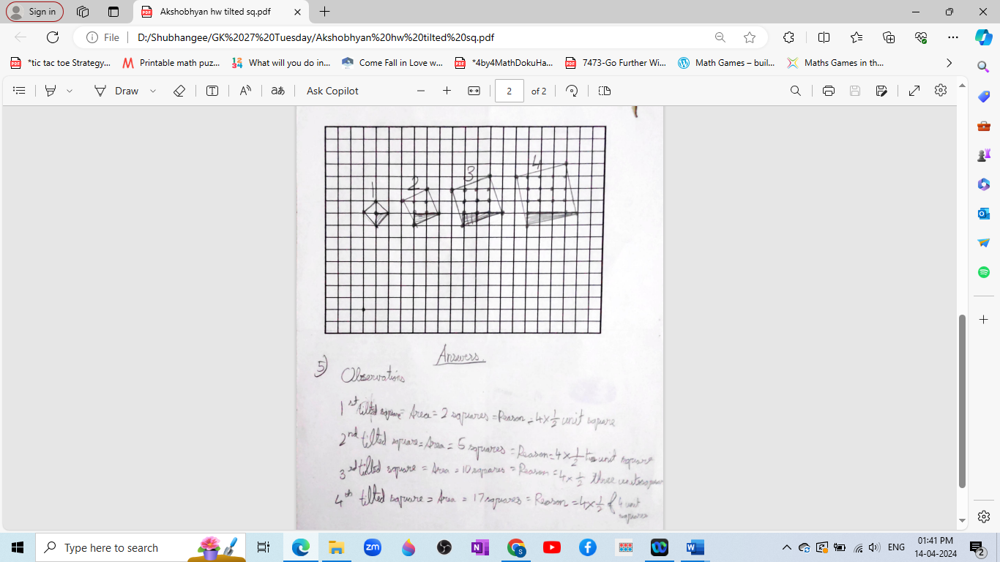 Sign in
Akshobhyan hw tilted sq.pdf
File D:/Shubhangee/GK%2027%20Tuesday/Akshobhyan%20hw%20tilted%20sq.pdf
*tic tac toe Strategy...
Printable math puz...
What will you do in...
Come Fall in Love w...
*4by4MathDokuHa...
7473-Go Further Wi...
Math Games – buil...
Maths Games in th...
Draw
Ask Copilot
2 of 2
1 2 3 4
Answers
5)
Observations
1st tilted square = Area = 2 squares = Reason = 4 × 1/2 unit square
2nd tilted square = Area = 5 squares = Reason = 4 × 1/2 unit square
3rd tilted square = Area = 10 squares = Reason = 4 × 1/2 three unit
4th tilted square = Area = 17 squares = Reason = 4 × 1/2 of 4 unit
squares
Type here to search
ENG
01:41 PM
14-04-2024
2